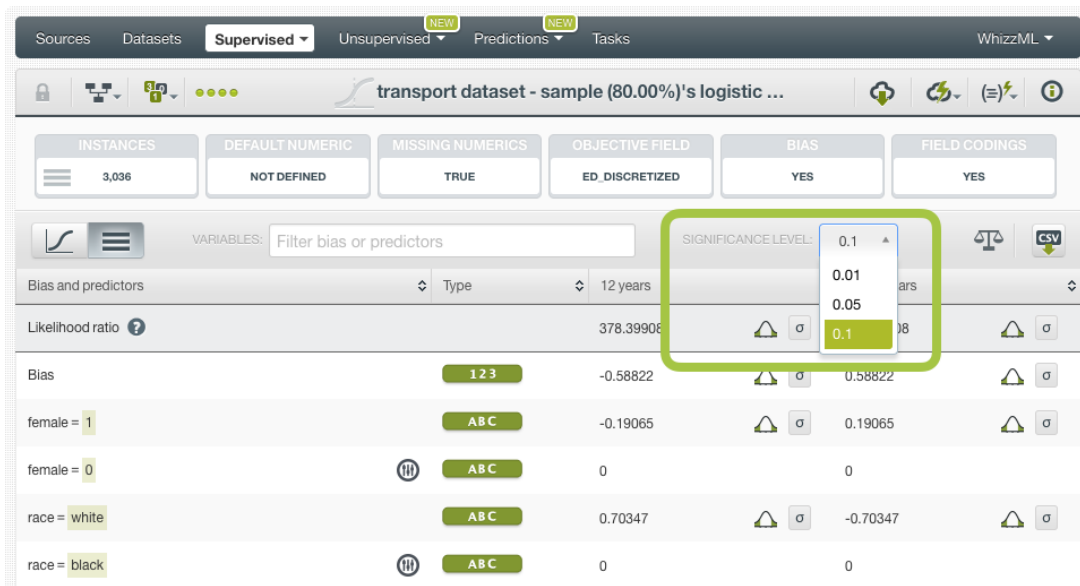 NEW NEW
Sources Datasets Supervised Unsupervised Predictions Tasks WhizzML
transport dataset - sample (80.00%)'s logistic ...
INSTANCES DEFAULT NUMERIC MISSING NUMERICS OBJECTIVE FIELD BIAS FIELD CODINGS
3,036 NOT DEFINED TRUE ED_DISCRETIZED YES YES
VARIABLES: Filter bias or predictors SIGNIFICANCE LEVEL: 0.1 CSV
0.01
Bias and predictors Type 12 years ars
0.05
Likelihood ratio ? 378.39908 σ 0.1 08 σ
Bias 123 -0.58822 σ 0.58822 σ
female = 1 ABC -0.19065 σ 0.19065 σ
female = 0 ABC 0 0
race = white ABC 0.70347 σ -0.70347 σ
race = black ABC 0 0